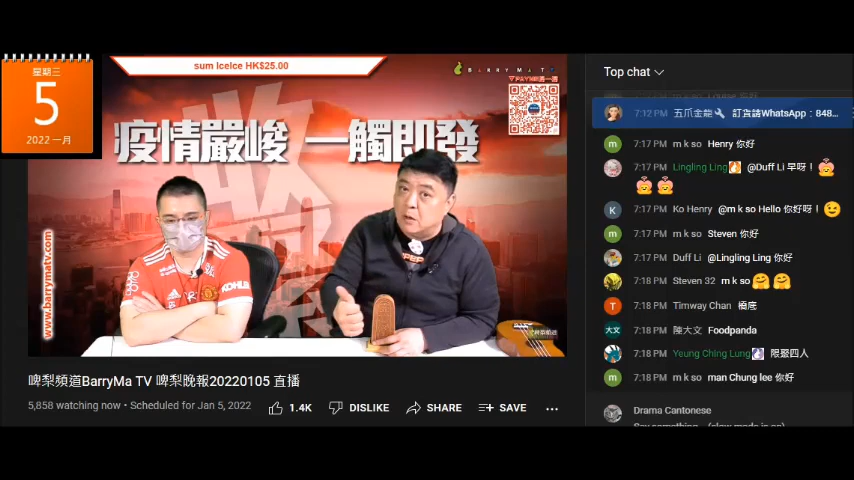 星期三
5
2022 一月
sum IceIce HK$25.00
BARRYMATV
疫情嚴峻 一觸即發
www.barrymatv.com
KOHLER
啤梨頻道BarryMa TV 啤梨晚報20220105 直播
5,858 watching now • Scheduled for Jan 5, 2022
1.4K
DISLIKE
SHARE
SAVE
Top chat
7:12 PM 五爪金龍 訂貨請WhatsApp：848...
7:17 PM m k so Henry 你好
7:17 PM Lingling Ling @Duff Li 早呀！
7:17 PM Ko Henry @m k so Hello 你好呀！
7:17 PM m k so Steven 你好
7:17 PM Duff Li @Lingling Ling 你好
7:18 PM Steven 32 m k so
7:18 PM Timway Chan 樓底
7:18 PM 陳大文 Foodpanda
7:18 PM Yeung Ching Lung 限聚四人
7:18 PM m k so man Chung lee 你好
Drama Cantonese